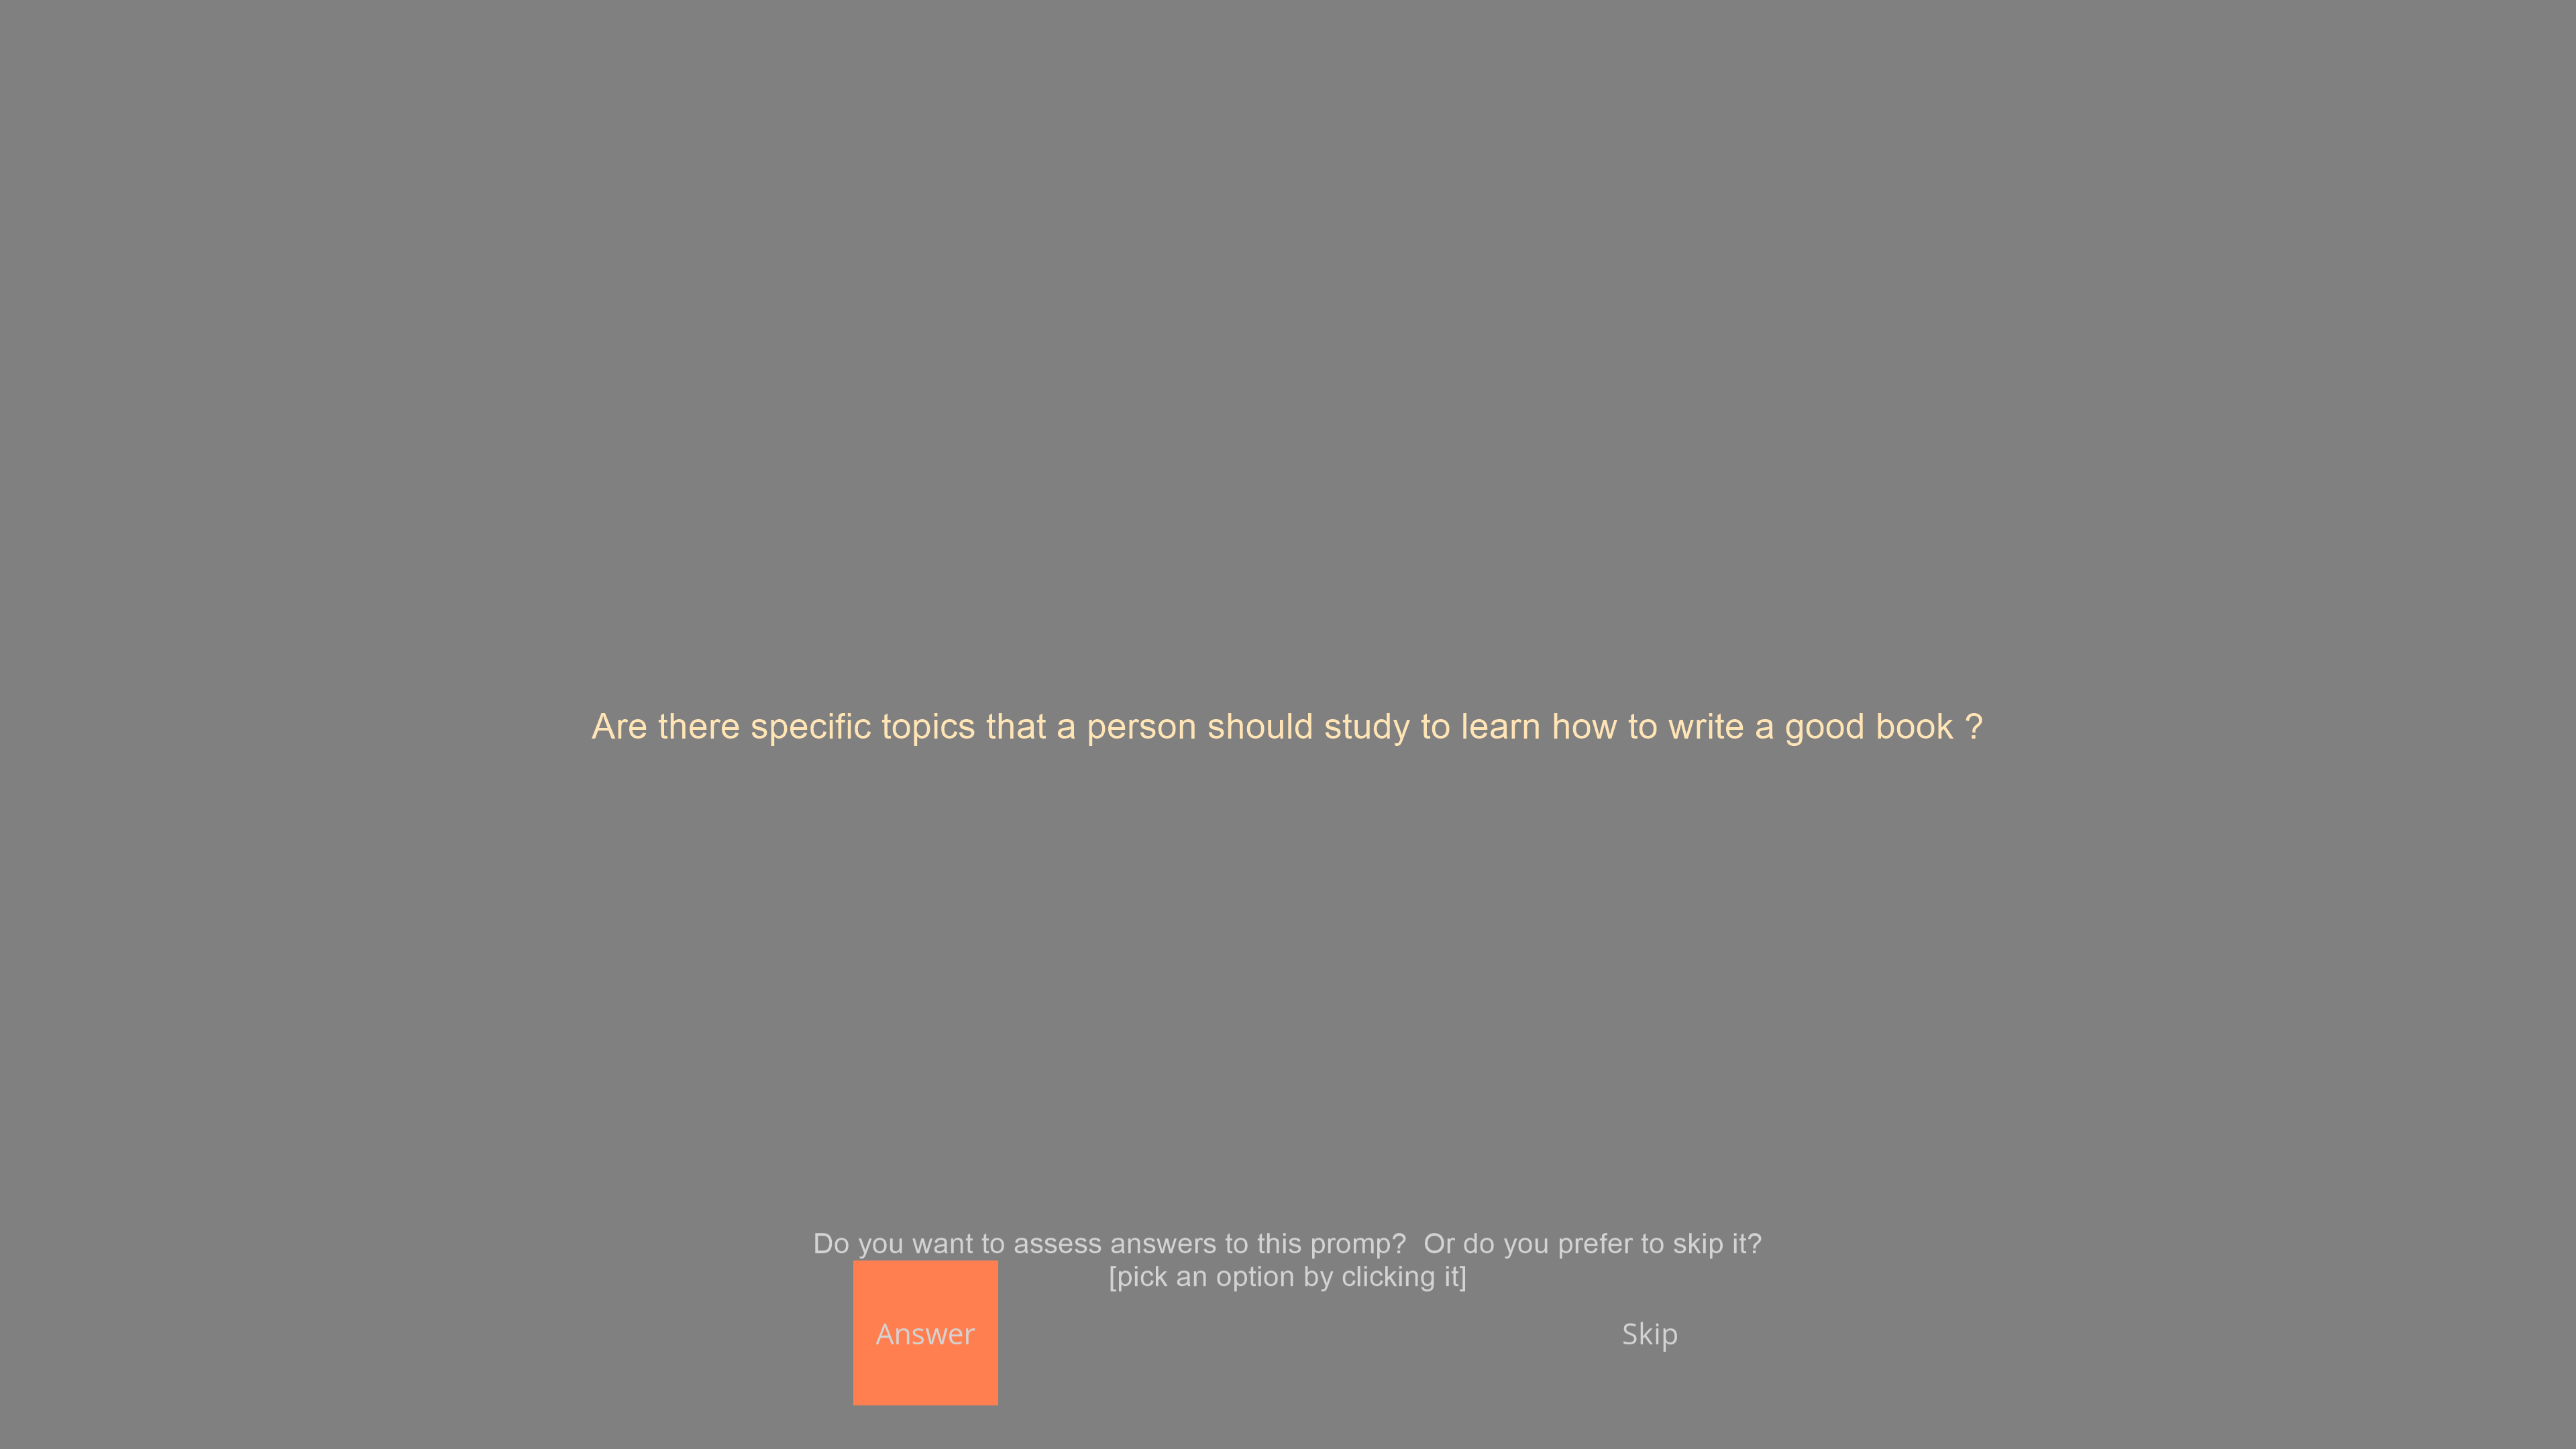 Are there specific topics that a person should study to learn how to write a good book ?
Do you want to assess answers to this promp?  Or do you prefer to skip it?
[pick an option by clicking it]
Answer
Skip